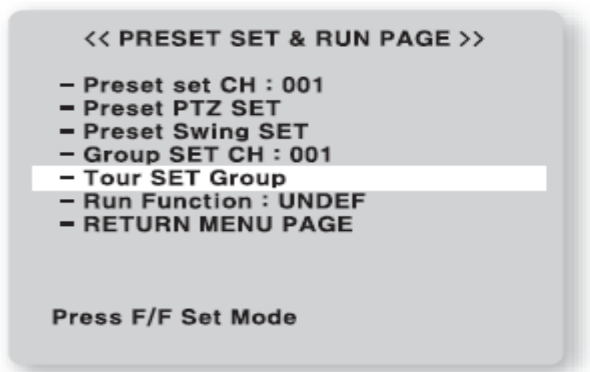 << PRESET SET & RUN PAGE >>
– Preset set CH : 001
– Preset PTZ SET
– Preset Swing SET
– Group SET CH : 001
– Tour SET Group
– Run Function : UNDEF
– RETURN MENU PAGE
Press F/F Set Mode